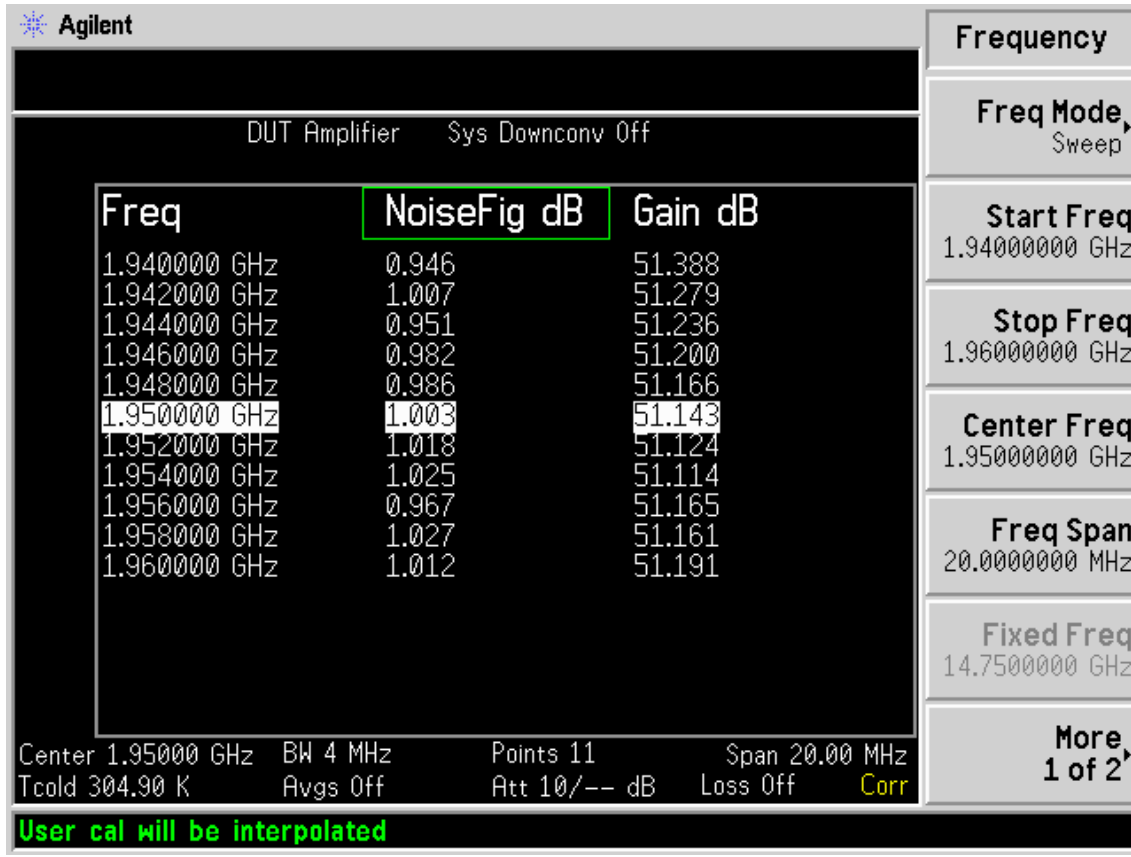 Agilent
Frequency
DUT Amplifier Sys Downconv Off
Freq NoiseFig dB Gain dB
1.940000 GHz 0.946 51.388
1.942000 GHz 1.007 51.279
1.944000 GHz 0.951 51.236
1.946000 GHz 0.982 51.200
1.948000 GHz 0.986 51.166
1.950000 GHz 1.003 51.143
1.952000 GHz 1.018 51.124
1.954000 GHz 1.025 51.114
1.956000 GHz 0.967 51.165
1.958000 GHz 1.027 51.161
1.960000 GHz 1.012 51.191
Center 1.95000 GHz BW 4 MHz Points 11 Span 20.00 MHz
Tcold 304.90 K Avgs Off Att 10/-- dB Loss Off Corr
User cal will be interpolated
Freq Mode
Sweep
Start Freq
1.94000000 GHz
Stop Freq
1.96000000 GHz
Center Freq
1.95000000 GHz
Freq Span
20.0000000 MHz
Fixed Freq
14.7500000 GHz
More
1 of 2